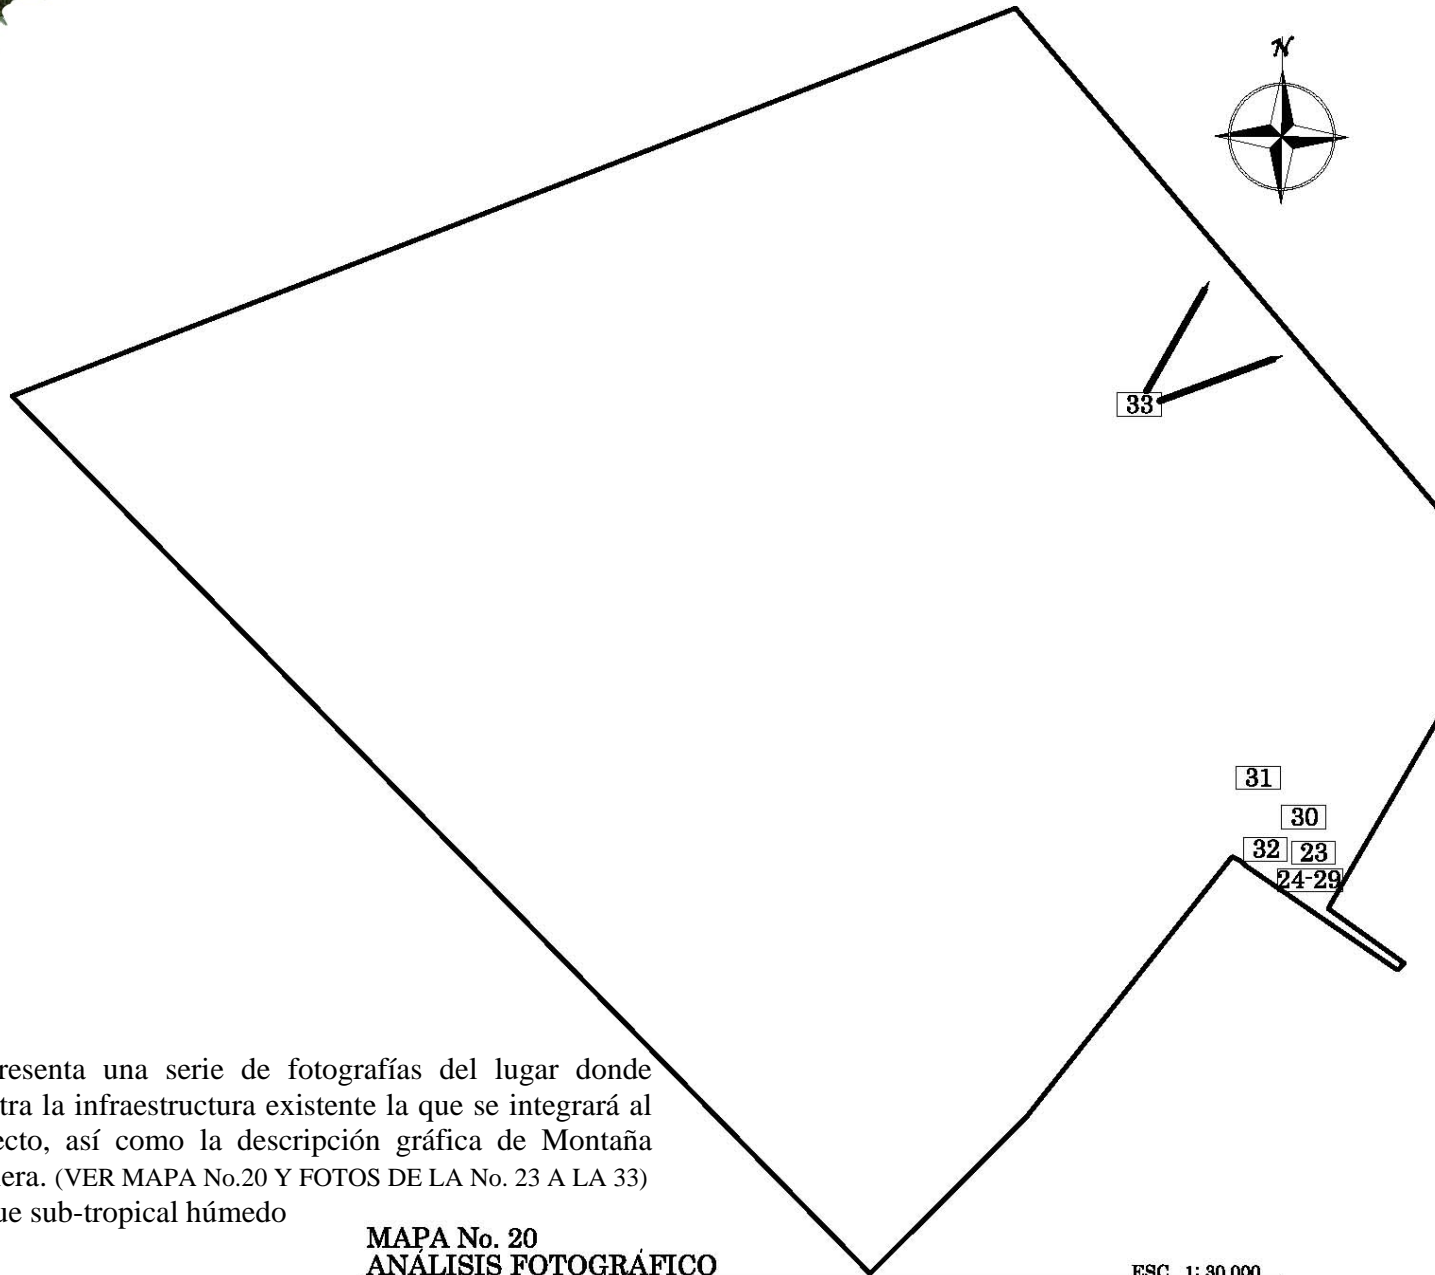 N
33
31
30
32
23
24-29
resenta una serie de fotografías del lugar donde
tra la infraestructura existente la que se integrará al
ecto, así como la descripción gráfica de Montaña
era. (VER MAPA No.20 Y FOTOS DE LA No. 23 A LA 33)
ue sub-tropical húmedo
MAPA No. 20
ANÁLISIS FOTOGRÁFICO
ESC. 1: 30,000